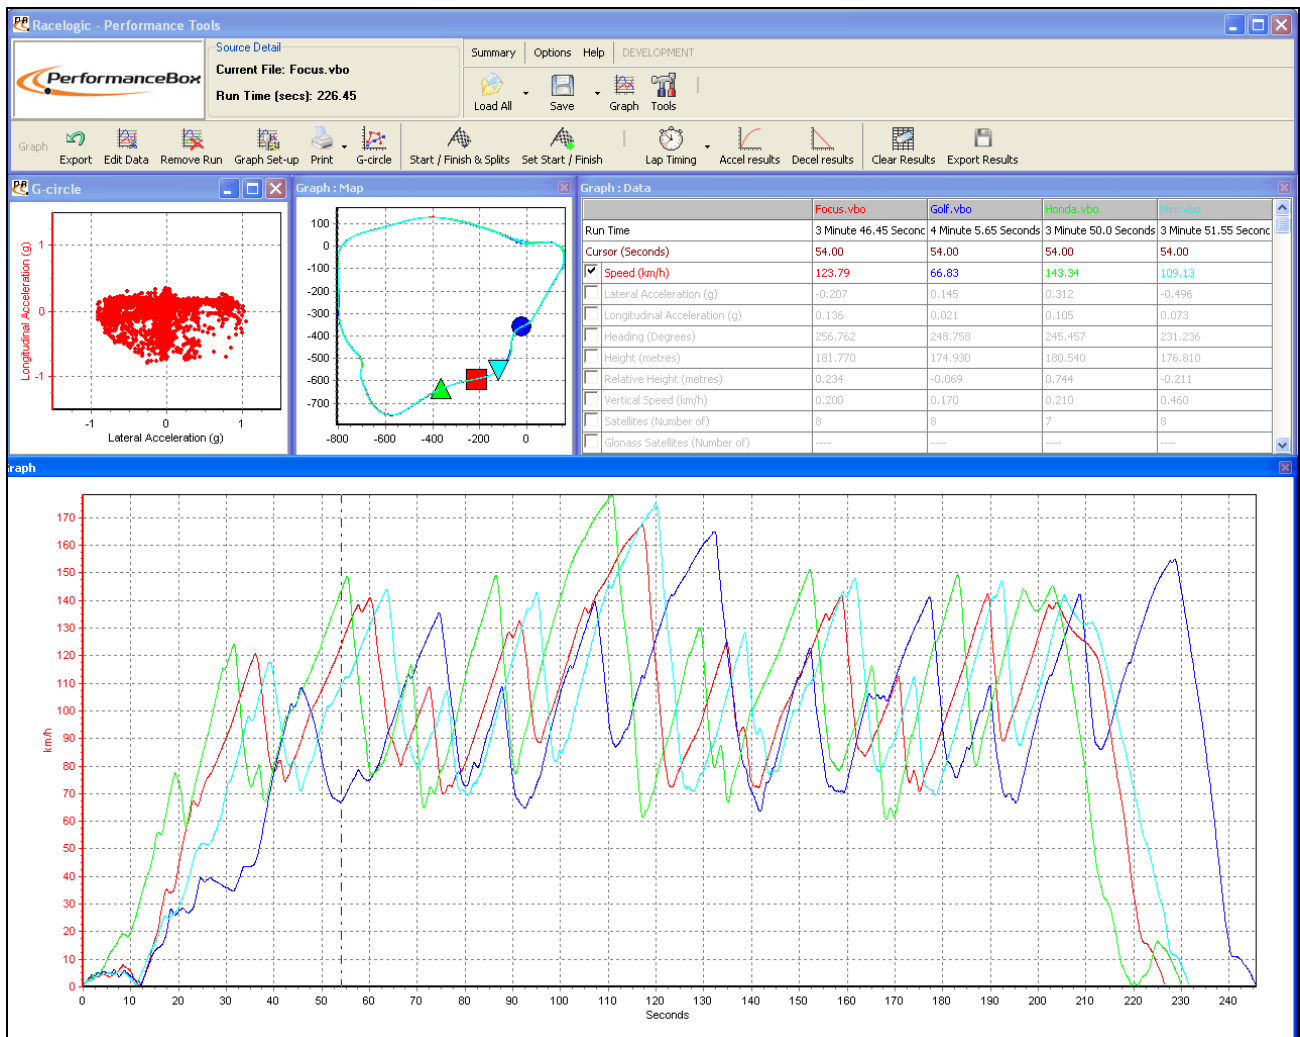 Racelogic - Performance Tools
PerformanceBox
Source Detail
Current File: Focus.vbo
Run Time (secs): 226.45
Summary Options Help DEVELOPMENT
Load All Save Graph Tools
Graph Export Edit Data Remove Run Graph Set-up Print G-circle Start / Finish & Splits Set Start / Finish Lap Timing Accel results Decel results Clear Results Export Results
G-circle
Longitudinal Acceleration (g)
1
0
-1
-1 0 1
Lateral Acceleration (g)
Graph : Map
100
0
-100
-200
-300
-400
-500
-600
-700
-800 -600 -400 -200 0
Graph : Data
Focus.vbo Golf.vbo Honda.vbo Mini.vbo
Run Time 3 Minute 46.45 Seconc 4 Minute 5.65 Seconds 3 Minute 50.0 Seconds 3 Minute 51.55 Seconc
Cursor (Seconds) 54.00 54.00 54.00 54.00
Speed (km/h) 123.79 66.83 143.34 109.13
Lateral Acceleration (g) -0.207 0.145 0.312 -0.496
Longitudinal Acceleration (g) 0.136 0.021 0.105 0.073
Heading (Degrees) 256.762 248.758 245.457 231.236
Height (metres) 181.770 174.930 180.540 176.810
Relative Height (metres) 0.234 -0.069 0.744 -0.211
Vertical Speed (km/h) 0.200 0.170 0.210 0.460
Satellites (Number of) 8 8 7 8
Glonass Satellites (Number of) ---- ---- ---- ----
Graph
km/h
170
160
150
140
130
120
110
100
90
80
70
60
50
40
30
20
10
0
0 10 20 30 40 50 60 70 80 90 100 110 120 130 140 150 160 170 180 190 200 210 220 230 240
Seconds